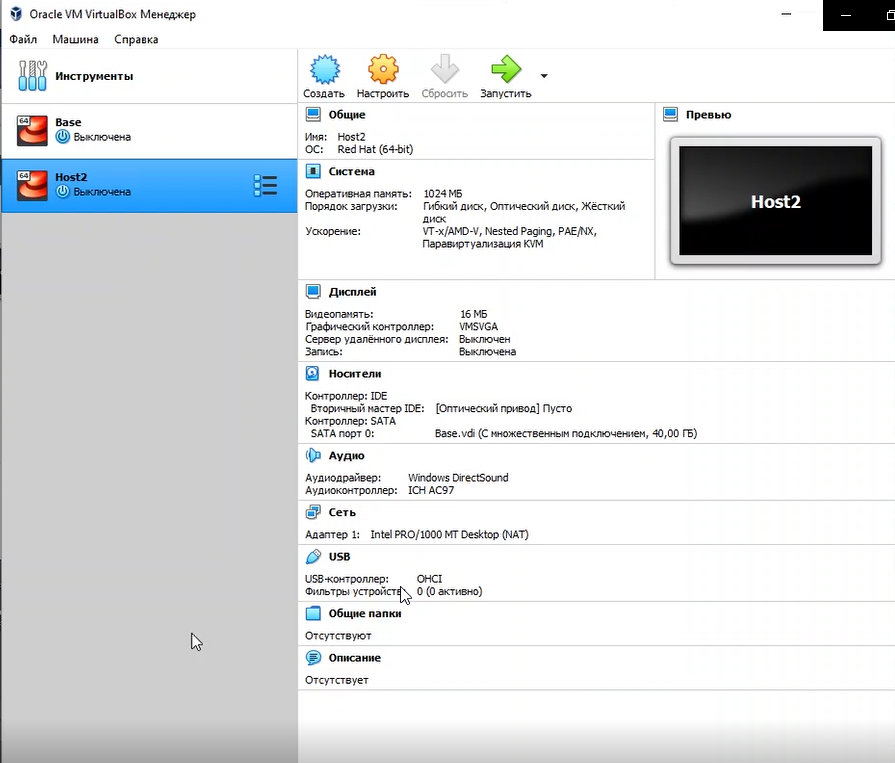 Oracle VM VirtualBox Менеджер
Файл Машина Справка
Инструменты
64 Base
Выключена
64 Host2
Выключена
Создать Настроить Сбросить Запустить
Общие
Имя: Host2
ОС: Red Hat (64-bit)
Система
Оперативная память: 1024 МБ
Порядок загрузки: Гибкий диск, Оптический диск, Жёсткий
диск
Ускорение: VT-x/AMD-V, Nested Paging, PAE/NX,
Паравиртуализация KVM
Превью
Host2
Дисплей
Видеопамять: 16 МБ
Графический контроллер: VMSVGA
Сервер удалённого дисплея: Выключен
Запись: Выключена
Носители
Контроллер: IDE
Вторичный мастер IDE: [Оптический привод] Пусто
Контроллер: SATA
SATA порт 0: Base.vdi (С множественным подключением, 40,00 ГБ)
Аудио
Аудиодрайвер: Windows DirectSound
Аудиоконтроллер: ICH AC97
Сеть
Адаптер 1: Intel PRO/1000 MT Desktop (NAT)
USB
USB-контроллер: OHCI
Фильтры устройств 0 (0 активно)
Общие папки
Отсутствуют
Описание
Отсутствует